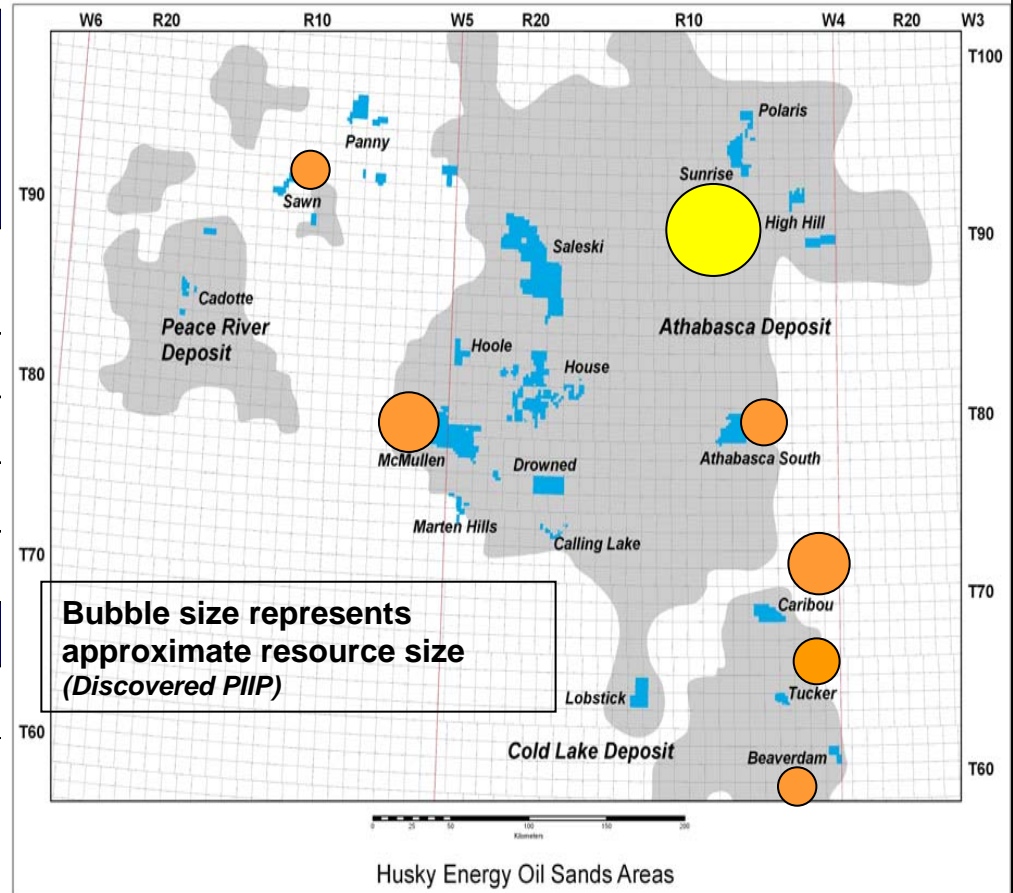 W6 R20 R10 W5 R20 R10 W4 R20 W3
T100
Polaris
Panny
Sunrise
T90
Sawn
High Hill
T90
Saleski
Cadotte
Peace River
Deposit
Athabasca Deposit
Hoole
House
T80
T80
McMullen
Drowned
Athabasca South
Marten Hills
Calling Lake
T70
T70
Bubble size represents
approximate resource size
(Discovered PIIP)
Caribou
Lobstick
Tucker
T60
Cold Lake Deposit
Beaverdam
T60
0 25 50 100 150 200
Kilometers
Husky Energy Oil Sands Areas